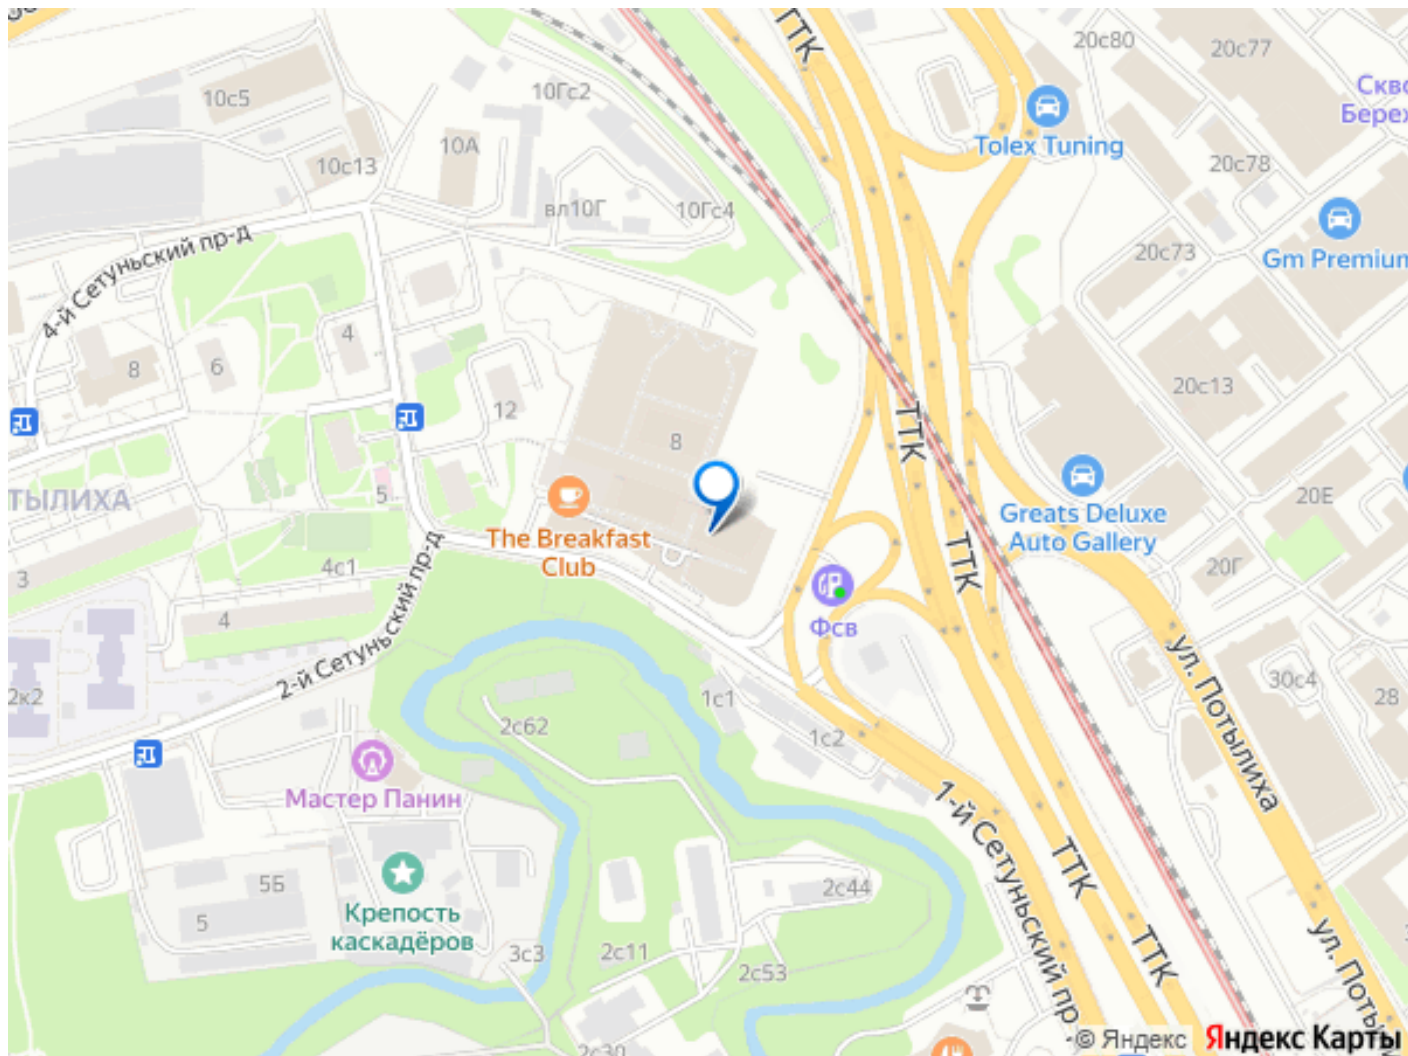 ТТК
20с80
20с77
Скво
Береж
10с5
10Гс2
Tolex Tuning
10А
10с13
20с78
вл10Г
10Гс4
4-й Сетуньский пр-д
20с73
Gm Premium
4
8
6
20с13
12
ТТК
8
5
ТЫЛИХА
20Е
The Breakfast
Club
Greats Deluxe
Auto Gallery
ТТК
4с1
20Г
3
Фсв
4
2-й Сетуньский пр-д
2к2
1с1
30с4
28
2с62
1с2
ул. Потылиха
Мастер Панин
1-й Сетуньский пр-
ТТК
5Б
2с44
5
Крепость
каскадёров
3с3
2с11
2с53
ТТК
ул. Поты
2с30
© Яндекс
Яндекс Карты